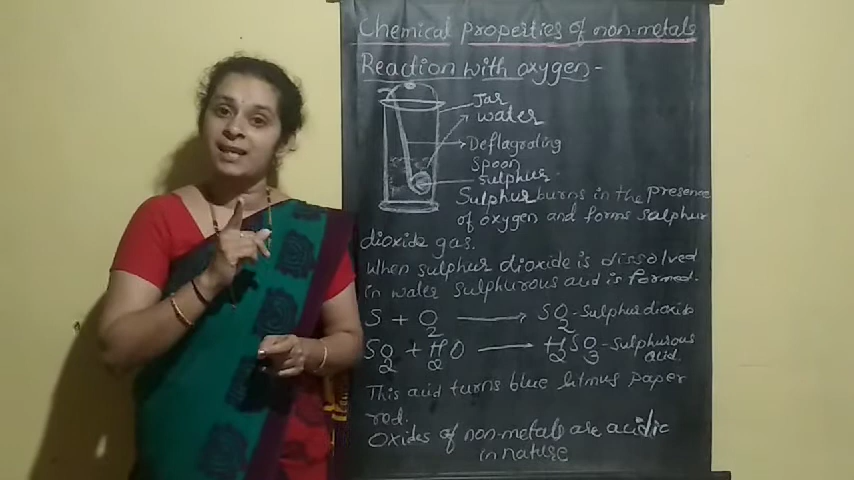 Chemical properties of non-metals
Reaction with oxygen-
Jar
water
Deflagrating
Spoon
sulphur
Sulphur burns in the presence
of oxygen and forms sulphur
dioxide gas.
When sulphur dioxide is dissolved
in water sulphurous acid is formed.
S + O2 → SO2 - Sulphur dioxide
SO2 + H2O → H2SO3 - Sulphurous
acid.
This acid turns blue litmus paper
red.
Oxides of non-metals are acidic
in nature